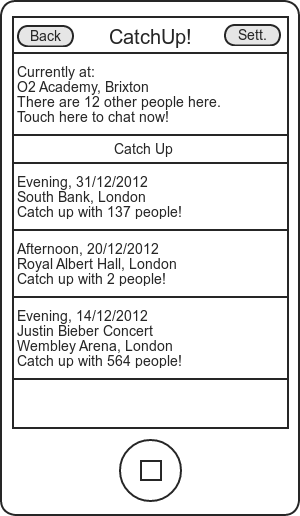 Back
CatchUp!
Sett.
Currently at:
O2 Academy, Brixton
There are 12 other people here.
Touch here to chat now!
Catch Up
Evening, 31/12/2012
South Bank, London
Catch up with 137 people!
Afternoon, 20/12/2012
Royal Albert Hall, London
Catch up with 2 people!
Evening, 14/12/2012
Justin Bieber Concert
Wembley Arena, London
Catch up with 564 people!